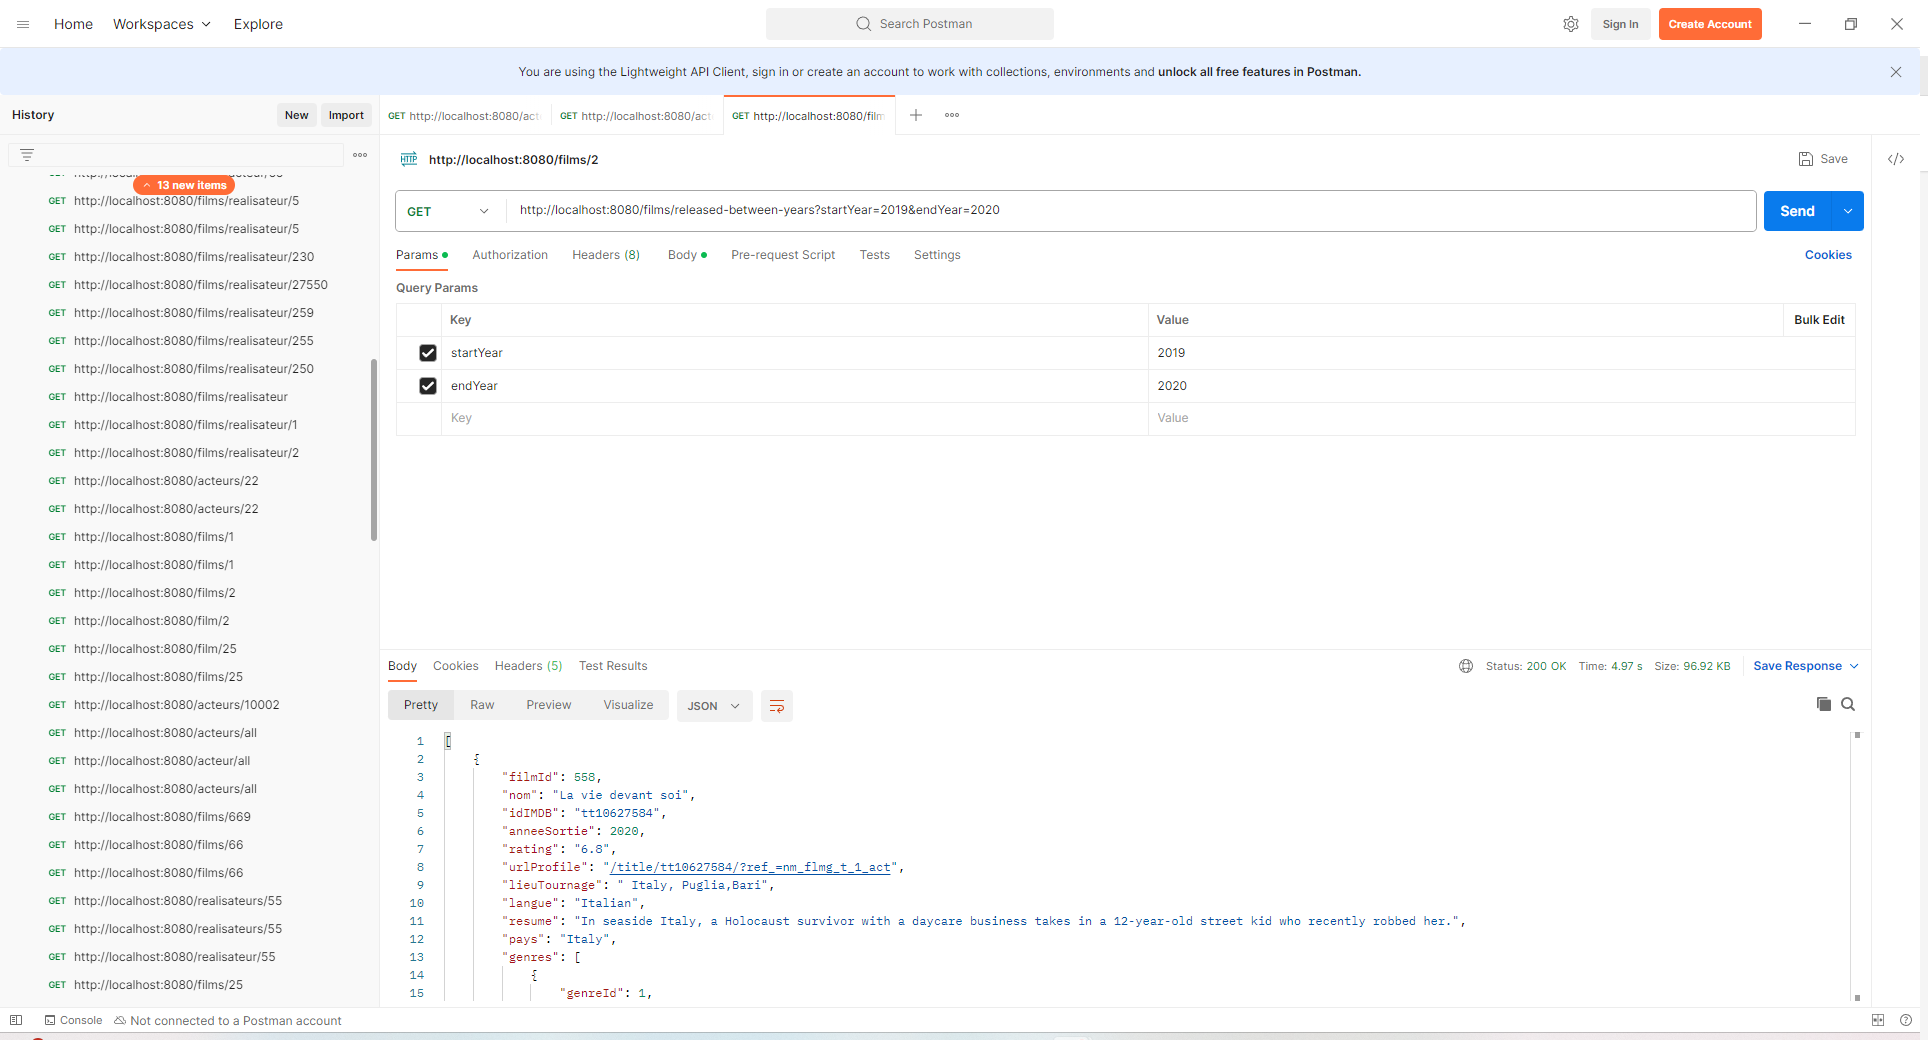 Home Workspaces Explore
Search Postman
Sign In
Create Account
You are using the Lightweight API Client, sign in or create an account to work with collections, environments and unlock all free features in Postman.
History
New
Import
13 new items
GET http://localhost:8080/films/realisateur/5
GET http://localhost:8080/films/realisateur/5
GET http://localhost:8080/films/realisateur/230
GET http://localhost:8080/films/realisateur/27550
GET http://localhost:8080/films/realisateur/259
GET http://localhost:8080/films/realisateur/255
GET http://localhost:8080/films/realisateur/250
GET http://localhost:8080/films/realisateur
GET http://localhost:8080/films/realisateur/1
GET http://localhost:8080/films/realisateur/2
GET http://localhost:8080/acteurs/22
GET http://localhost:8080/acteurs/22
GET http://localhost:8080/films/1
GET http://localhost:8080/films/1
GET http://localhost:8080/films/2
GET http://localhost:8080/film/2
GET http://localhost:8080/film/25
GET http://localhost:8080/films/25
GET http://localhost:8080/acteurs/10002
GET http://localhost:8080/acteurs/all
GET http://localhost:8080/acteur/all
GET http://localhost:8080/acteurs/all
GET http://localhost:8080/films/669
GET http://localhost:8080/films/66
GET http://localhost:8080/films/66
GET http://localhost:8080/realisateurs/55
GET http://localhost:8080/realisateurs/55
GET http://localhost:8080/realisateur/55
GET http://localhost:8080/films/25
GET http://localhost:8080/act
GET http://localhost:8080/act
GET http://localhost:8080/film
HTTP http://localhost:8080/films/2
Save
</>
GET
http://localhost:8080/films/released-between-years?startYear=2019&endYear=2020
Send
Params Authorization Headers (8) Body Pre-request Script Tests Settings
Cookies
Query Params
Key Value Bulk Edit
startYear 2019
endYear 2020
Key Value
Body Cookies Headers (5) Test Results
Status: 200 OK Time: 4.97 s Size: 96.92 KB
Save Response
Pretty Raw Preview Visualize
JSON
1 [
2 {
3 "filmId": 558,
4 "nom": "La vie devant soi",
5 "idIMDB": "tt10627584",
6 "anneeSortie": 2020,
7 "rating": "6.8",
8 "urlProfile": "/title/tt10627584/?ref_=nm_flmg_t_1_act",
9 "lieuTournage": " Italy, Puglia,Bari",
10 "langue": "Italian",
11 "resume": "In seaside Italy, a Holocaust survivor with a daycare business takes in a 12-year-old street kid who recently robbed her.",
12 "pays": "Italy",
13 "genres": [
14 {
15 "genreId": 1,
Console
Not connected to a Postman account